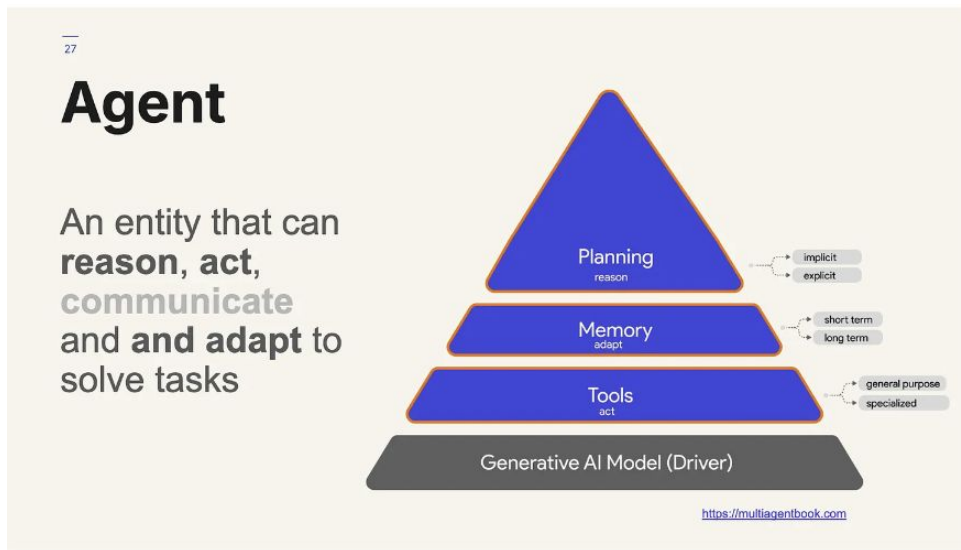 27
Agent
An entity that can
reason, act,
communicate
and and adapt to
solve tasks
Planning
reason
implicit
explicit
Memory
adapt
short term
long term
Tools
act
general purpose
specialized
Generative AI Model (Driver)
https://multiagentbook.com